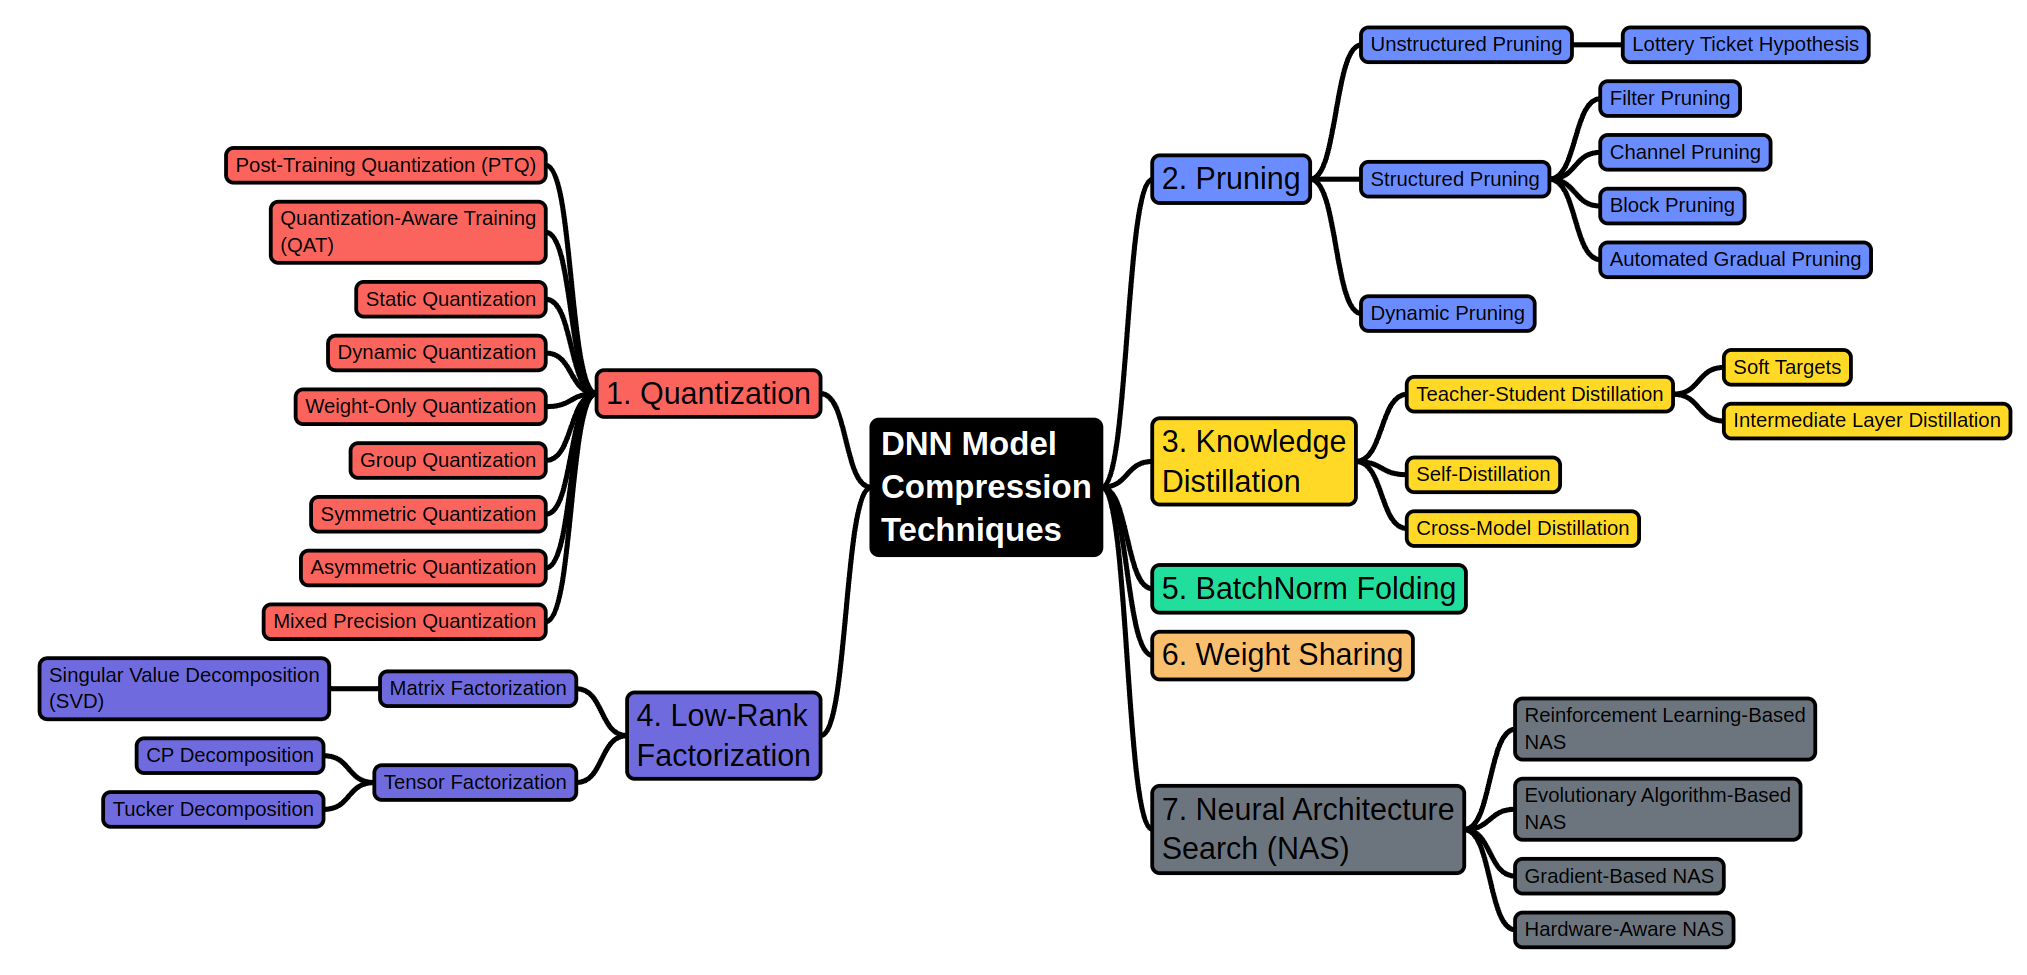 DNN Model
Compression
Techniques
1. Quantization
Post-Training Quantization (PTQ)
Quantization-Aware Training
(QAT)
Static Quantization
Dynamic Quantization
Weight-Only Quantization
Group Quantization
Symmetric Quantization
Asymmetric Quantization
Mixed Precision Quantization
2. Pruning
Unstructured Pruning
Lottery Ticket Hypothesis
Structured Pruning
Filter Pruning
Channel Pruning
Block Pruning
Automated Gradual Pruning
Dynamic Pruning
3. Knowledge
Distillation
Teacher-Student Distillation
Soft Targets
Intermediate Layer Distillation
Self-Distillation
Cross-Model Distillation
4. Low-Rank
Factorization
Matrix Factorization
Singular Value Decomposition
(SVD)
Tensor Factorization
CP Decomposition
Tucker Decomposition
5. BatchNorm Folding
6. Weight Sharing
7. Neural Architecture
Search (NAS)
Reinforcement Learning-Based
NAS
Evolutionary Algorithm-Based
NAS
Gradient-Based NAS
Hardware-Aware NAS